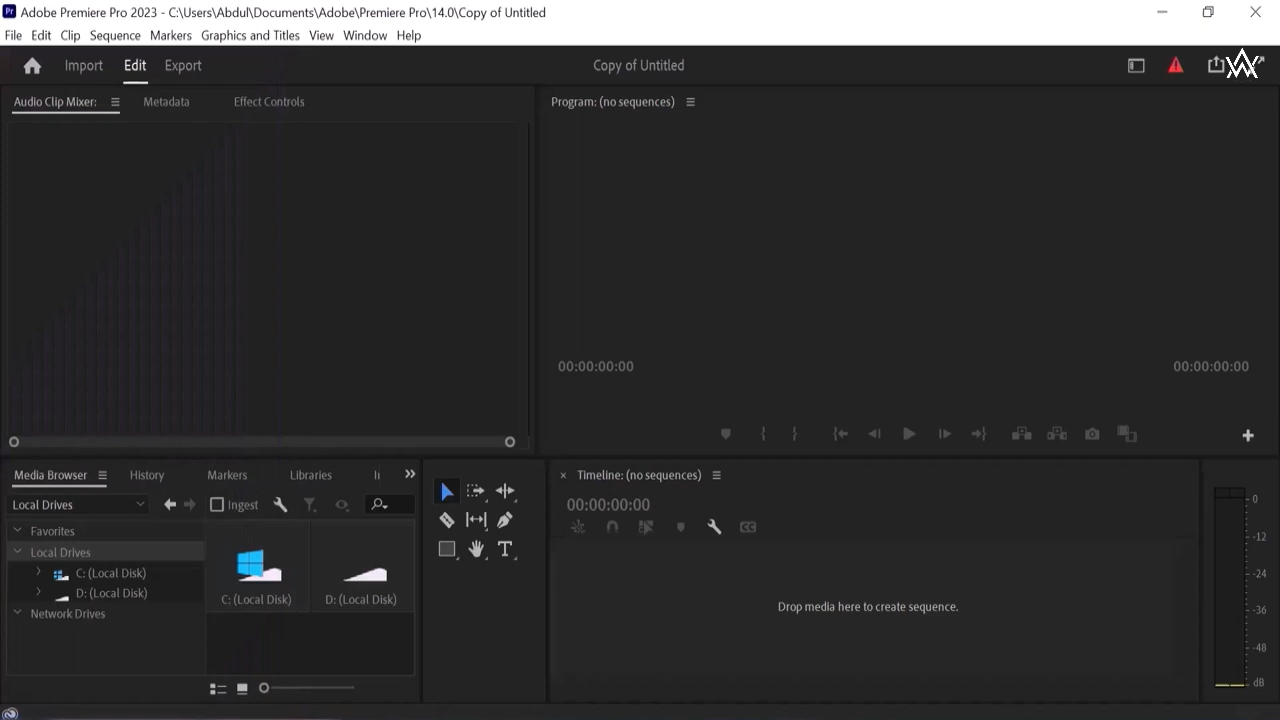 Pr Adobe Premiere Pro 2023 - C:\Users\Abdul\Documents\Adobe\Premiere Pro\14.0\Copy of Untitled
File Edit Clip Sequence Markers Graphics and Titles View Window Help
Import Edit Export Copy of Untitled
Audio Clip Mixer: Metadata Effect Controls Program: (no sequences)
00:00:00:00 00:00:00:00
Media Browser History Markers Libraries Timeline: (no sequences)
Local Drives Ingest 00:00:00:00
CC
Favorites
Local Drives
C: (Local Disk)
D: (Local Disk)
Network Drives
C: (Local Disk) D: (Local Disk)
Drop media here to create sequence.
0
-12
-24
-36
-48
dB